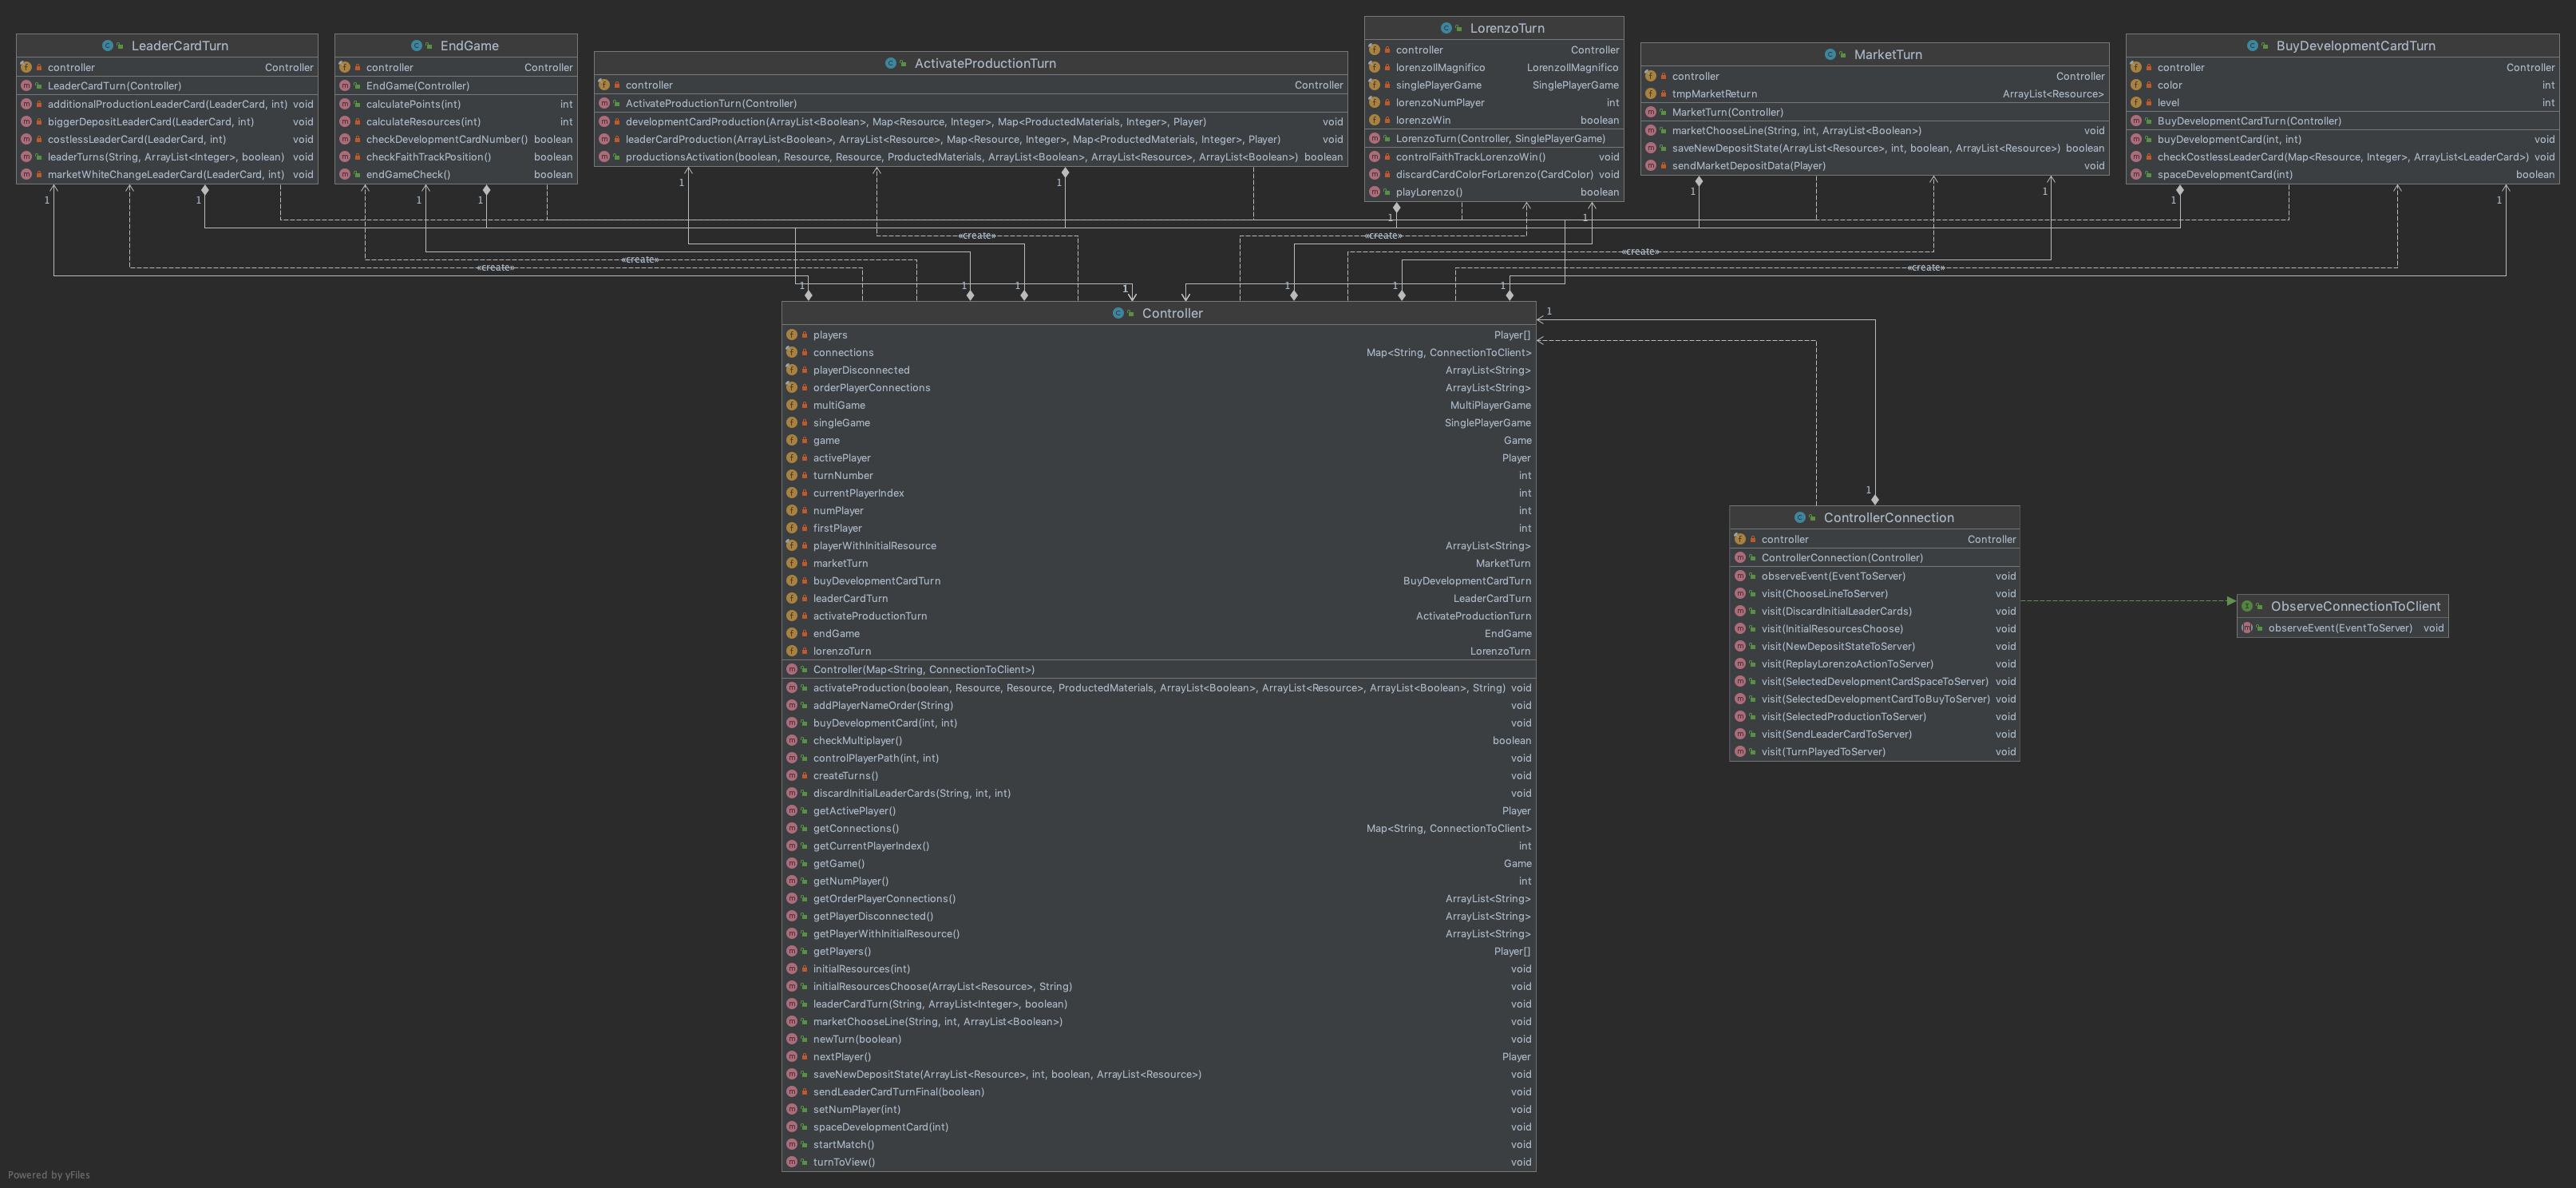 LeaderCardTurn
controller Controller
LeaderCardTurn(Controller)
additionalProductionLeaderCard(LeaderCard, int) void
biggerDepositLeaderCard(LeaderCard, int) void
costlessLeaderCard(LeaderCard, int) void
leaderTurns(String, ArrayList<Integer>, boolean) void
marketWhiteChangeLeaderCard(LeaderCard, int) void
EndGame
controller Controller
EndGame(Controller)
calculatePoints(int) int
calculateResources(int) int
checkDevelopmentCardNumber() boolean
checkFaithTrackPosition() boolean
endGameCheck() boolean
ActivateProductionTurn
controller Controller
ActivateProductionTurn(Controller)
developmentCardProduction(ArrayList<Boolean>, Map<Resource, Integer>, Map<ProductedMaterials, Integer>, Player) void
leaderCardProduction(ArrayList<Boolean>, ArrayList<Resource>, Map<Resource, Integer>, Map<ProductedMaterials, Integer>, Player) void
productionsActivation(boolean, Resource, Resource, ProductedMaterials, ArrayList<Boolean>, ArrayList<Resource>, ArrayList<Boolean>) boolean
LorenzoTurn
controller Controller
lorenzoIlMagnifico LorenzoIlMagnifico
singlePlayerGame SinglePlayerGame
lorenzoNumPlayer int
lorenzoWin boolean
LorenzoTurn(Controller, SinglePlayerGame)
controlFaithTrackLorenzoWin() void
discardCardColorForLorenzo(CardColor) void
playLorenzo() boolean
MarketTurn
controller Controller
tmpMarketReturn ArrayList<Resource>
MarketTurn(Controller)
marketChooseLine(String, int, ArrayList<Boolean>) void
saveNewDepositState(ArrayList<Resource>, int, boolean, ArrayList<Resource>) boolean
sendMarketDepositData(Player) void
BuyDevelopmentCardTurn
controller Controller
color int
level int
BuyDevelopmentCardTurn(Controller)
buyDevelopmentCard(int, int) void
checkCostlessLeaderCard(Map<Resource, Integer>, ArrayList<LeaderCard>) void
spaceDevelopmentCard(int) boolean
1 1 1 1 1 1 1 1 1 1 1 1
«create» «create»
«create» «create»
«create» «create»
1 1 1 1 1 1 1
Controller
players Player[]
connections Map<String, ConnectionToClient>
playerDisconnected ArrayList<String>
orderPlayerConnections ArrayList<String>
multiGame MultiPlayerGame
singleGame SinglePlayerGame
game Game
activePlayer Player
turnNumber int
currentPlayerIndex int
numPlayer int
firstPlayer int
playerWithInitialResource ArrayList<String>
marketTurn MarketTurn
buyDevelopmentCardTurn BuyDevelopmentCardTurn
leaderCardTurn LeaderCardTurn
activateProductionTurn ActivateProductionTurn
endGame EndGame
lorenzoTurn LorenzoTurn
Controller(Map<String, ConnectionToClient>)
activateProduction(boolean, Resource, Resource, ProductedMaterials, ArrayList<Boolean>, ArrayList<Resource>, ArrayList<Boolean>, String) void
addPlayerNameOrder(String) void
buyDevelopmentCard(int, int) void
checkMultiplayer() boolean
controlPlayerPath(int, int) void
createTurns() void
discardInitialLeaderCards(String, int, int) void
getActivePlayer() Player
getConnections() Map<String, ConnectionToClient>
getCurrentPlayerIndex() int
getGame() Game
getNumPlayer() int
getOrderPlayerConnections() ArrayList<String>
getPlayerDisconnected() ArrayList<String>
getPlayerWithInitialResource() ArrayList<String>
getPlayers() Player[]
initialResources(int) void
initialResourcesChoose(ArrayList<Resource>, String) void
leaderCardTurn(String, ArrayList<Integer>, boolean) void
marketChooseLine(String, int, ArrayList<Boolean>) void
newTurn(boolean) void
nextPlayer() Player
saveNewDepositState(ArrayList<Resource>, int, boolean, ArrayList<Resource>) void
sendLeaderCardTurnFinal(boolean) void
setNumPlayer(int) void
spaceDevelopmentCard(int) void
startMatch() void
turnToView() void
1
1
ControllerConnection
controller Controller
ControllerConnection(Controller)
observeEvent(EventToServer) void
visit(ChooseLineToServer) void
visit(DiscardInitialLeaderCards) void
visit(InitialResourcesChoose) void
visit(NewDepositStateToServer) void
visit(ReplayLorenzoActionToServer) void
visit(SelectedDevelopmentCardSpaceToServer) void
visit(SelectedDevelopmentCardToBuyToServer) void
visit(SelectedProductionToServer) void
visit(SendLeaderCardToServer) void
visit(TurnPlayedToServer) void
ObserveConnectionToClient
observeEvent(EventToServer) void
Powered by yFiles